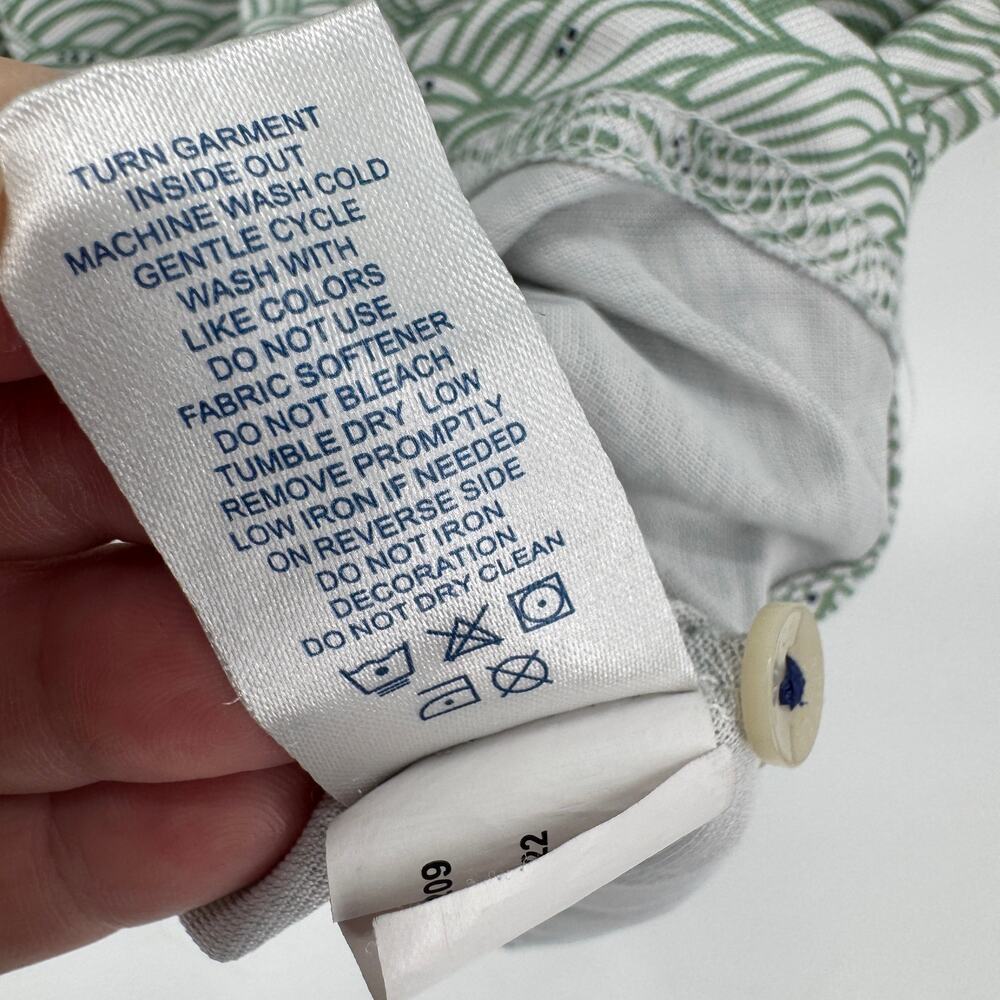 TURN GARMENT
INSIDE OUT
MACHINE WASH COLD
GENTLE CYCLE
WASH WITH
LIKE COLORS
DO NOT USE
FABRIC SOFTENER
DO NOT BLEACH
TUMBLE DRY LOW
REMOVE PROMPTLY
LOW IRON IF NEEDED
ON REVERSE SIDE
DO NOT IRON
DECORATION
DO NOT DRY CLEAN